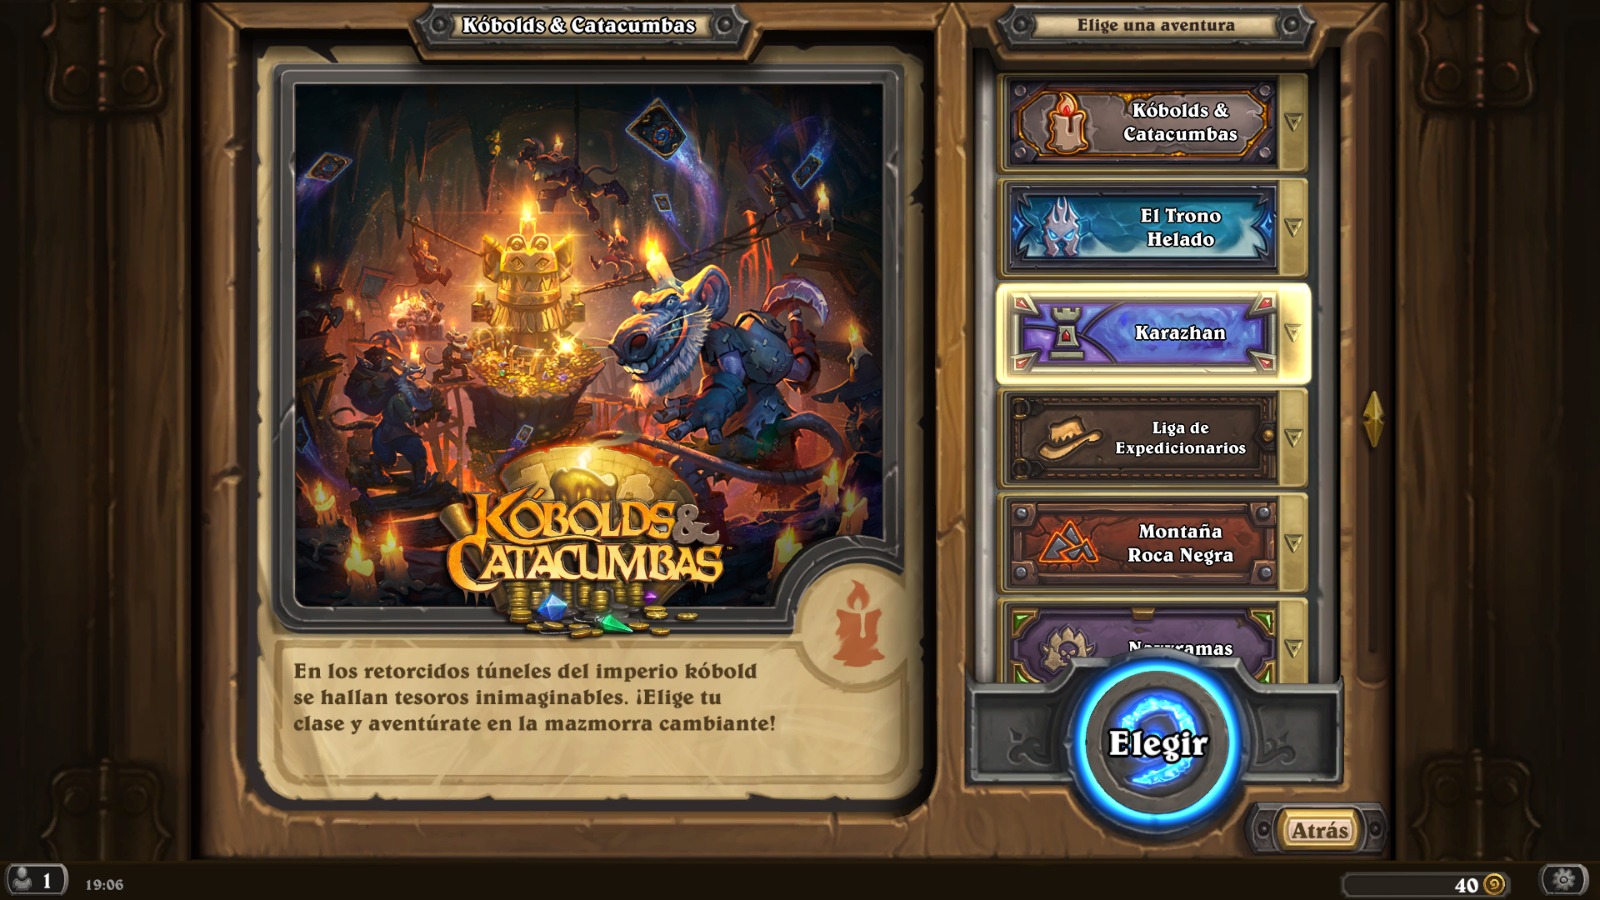 Kóbolds & Catacumbas
Elige una aventura
Kóbolds &
Catacumbas
El Trono
Helado
Karazhan
Liga de
Expedicionarios
Montaña
Roca Negra
KÓBOLDS &
CATACUMBAS™
En los retorcidos túneles del imperio kóbold
se hallan tesoros inimaginables. ¡Elige tu
clase y aventúrate en la mazmorra cambiante!
Elegir
Atrás
1
19:06
40